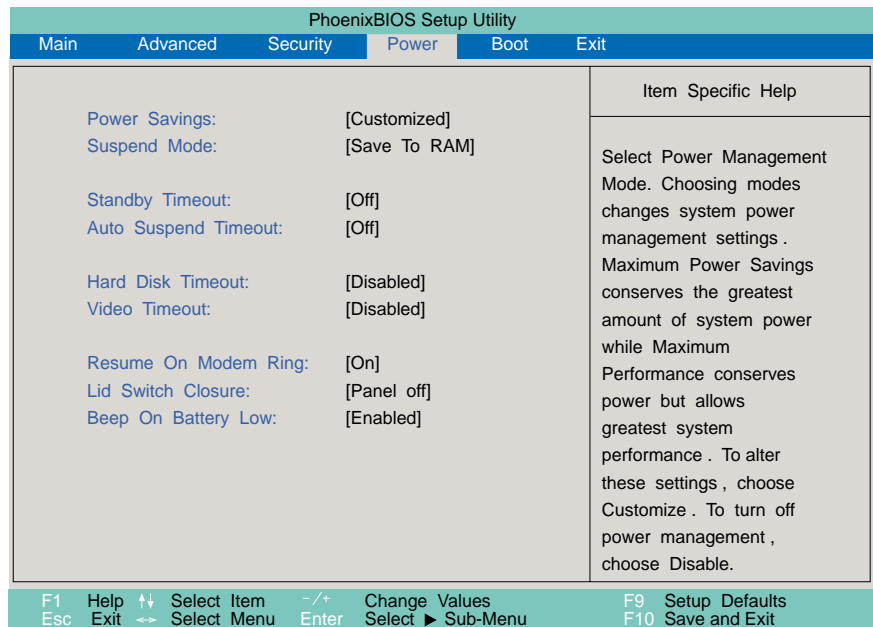 PhoenixBIOS Setup Utility
Main Advanced Security Power Boot Exit
Power Savings: [Customized]
Suspend Mode: [Save To RAM]
Standby Timeout: [Off]
Auto Suspend Timeout: [Off]
Hard Disk Timeout: [Disabled]
Video Timeout: [Disabled]
Resume On Modem Ring: [On]
Lid Switch Closure: [Panel off]
Beep On Battery Low: [Enabled]
Item Specific Help
Select Power Management
Mode. Choosing modes
changes system power
management settings .
Maximum Power Savings
conserves the greatest
amount of system power
while Maximum
Performance conserves
power but allows
greatest system
performance . To alter
these settings , choose
Customize . To turn off
power management ,
choose Disable.
F1 Help ↑↓ Select Item -/+ Change Values F9 Setup Defaults
Esc Exit <-> Select Menu Enter Select ▶ Sub-Menu F10 Save and Exit